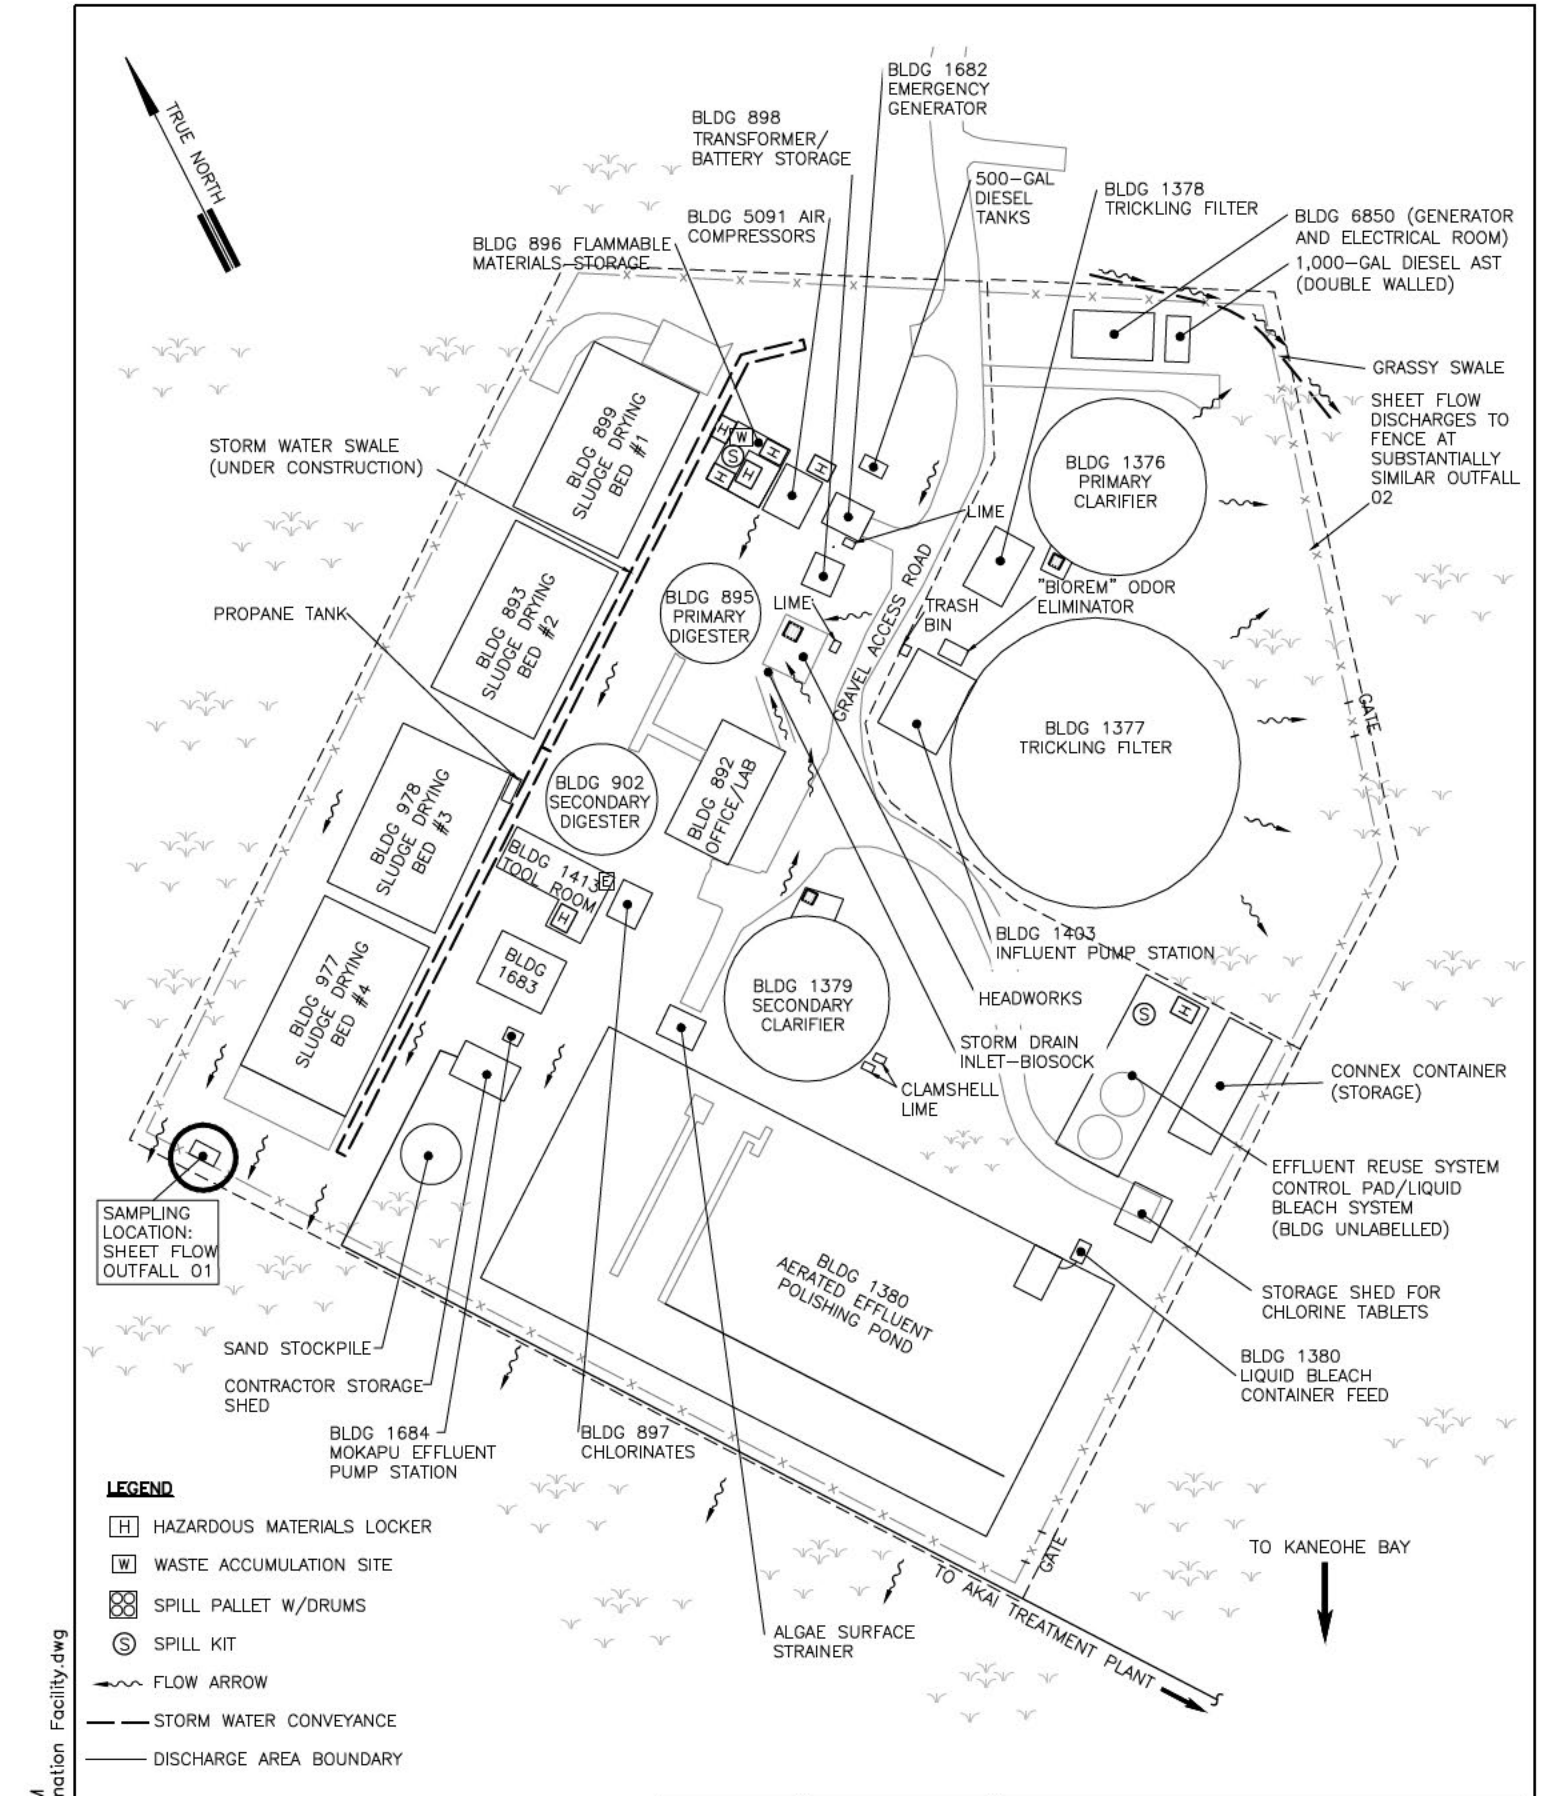 BLDG 1682
EMERGENCY
GENERATOR
BLDG 898
TRANSFORMER/
BATTERY STORAGE
TRUE NORTH
500-GAL
DIESEL
TANKS
BLDG 1378
TRICKLING FILTER
BLDG 5091 AIR
COMPRESSORS
BLDG 6850 (GENERATOR
AND ELECTRICAL ROOM)
BLDG 896 FLAMMABLE
MATERIALS STORAGE
1,000-GAL DIESEL AST
(DOUBLE WALLED)
GRASSY SWALE
SHEET FLOW
DISCHARGES TO
FENCE AT
SUBSTANTIALLY
SIMILAR OUTFALL
02
BLDG 899
SLUDGE DRYING
BED #1
H
W
H
S
H
H
H
STORM WATER SWALE
(UNDER CONSTRUCTION)
BLDG 1376
PRIMARY
CLARIFIER
LIME
BLDG 893
SLUDGE DRYING
BED #2
BLDG 895
PRIMARY
DIGESTER
LIME
GRAVEL ACCESS ROAD
"BIOREM" ODOR
ELIMINATOR
TRASH
BIN
PROPANE TANK
GATE
BLDG 1377
TRICKLING FILTER
BLDG 978
SLUDGE DRYING
BED #3
BLDG 902
SECONDARY
DIGESTER
BLDG 892
OFFICE/LAB
BLDG 1413
TOOL ROOM
E
H
BLDG 1403
INFLUENT PUMP STATION
BLDG 977
SLUDGE DRYING
BED #4
BLDG
1683
BLDG 1379
SECONDARY
CLARIFIER
HEADWORKS
S
H
STORM DRAIN
INLET-BIOSOCK
CLAMSHELL
LIME
CONNEX CONTAINER
(STORAGE)
EFFLUENT REUSE SYSTEM
CONTROL PAD/LIQUID
BLEACH SYSTEM
(BLDG UNLABELLED)
SAMPLING
LOCATION:
SHEET FLOW
OUTFALL 01
BLDG 1380
AERATED EFFLUENT
POLISHING POND
STORAGE SHED FOR
CHLORINE TABLETS
SAND STOCKPILE
BLDG 1380
LIQUID BLEACH
CONTAINER FEED
CONTRACTOR STORAGE
SHED
BLDG 1684
MOKAPU EFFLUENT
PUMP STATION
BLDG 897
CHLORINATES
GATE
TO KANEOHE BAY
TO AKAI TREATMENT PLANT
ALGAE SURFACE
STRAINER
LEGEND
H HAZARDOUS MATERIALS LOCKER
W WASTE ACCUMULATION SITE
SPILL PALLET W/DRUMS
S SPILL KIT
FLOW ARROW
STORM WATER CONVEYANCE
DISCHARGE AREA BOUNDARY
nation Facility.dwg